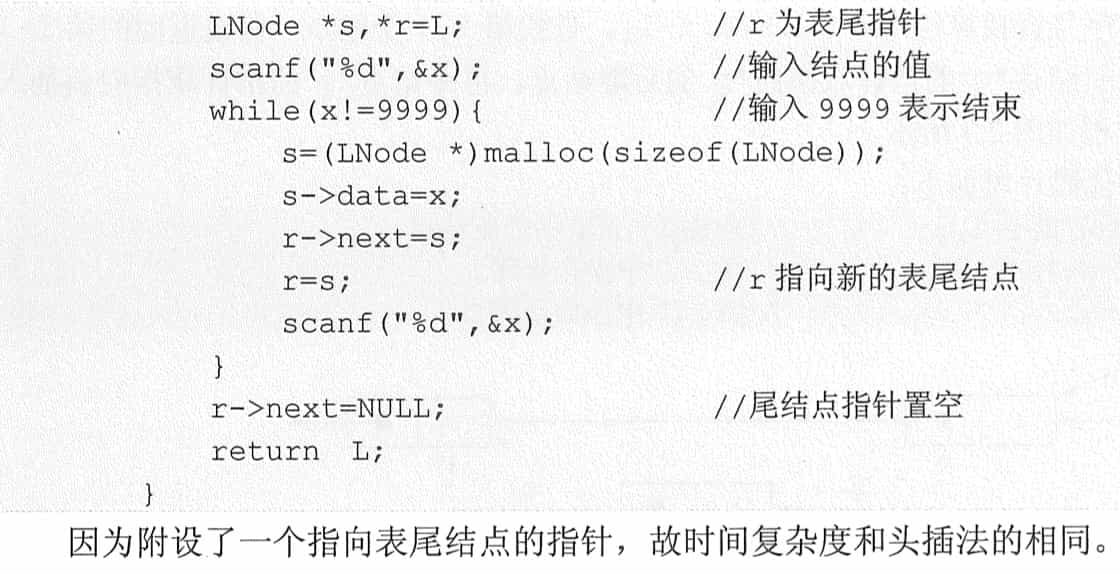 LNode *s,*r=L; //r 为表尾指针
scanf("%d",&x); //输入结点的值
while(x!=9999){ //输入 9999 表示结束
s=(LNode *)malloc(sizeof(LNode));
s->data=x;
r->next=s;
r=s; //r 指向新的表尾结点
scanf("%d",&x);
}
r->next=NULL; //尾结点指针置空
return L;
}
因为附设了一个指向表尾结点的指针，故时间复杂度和头插法的相同。